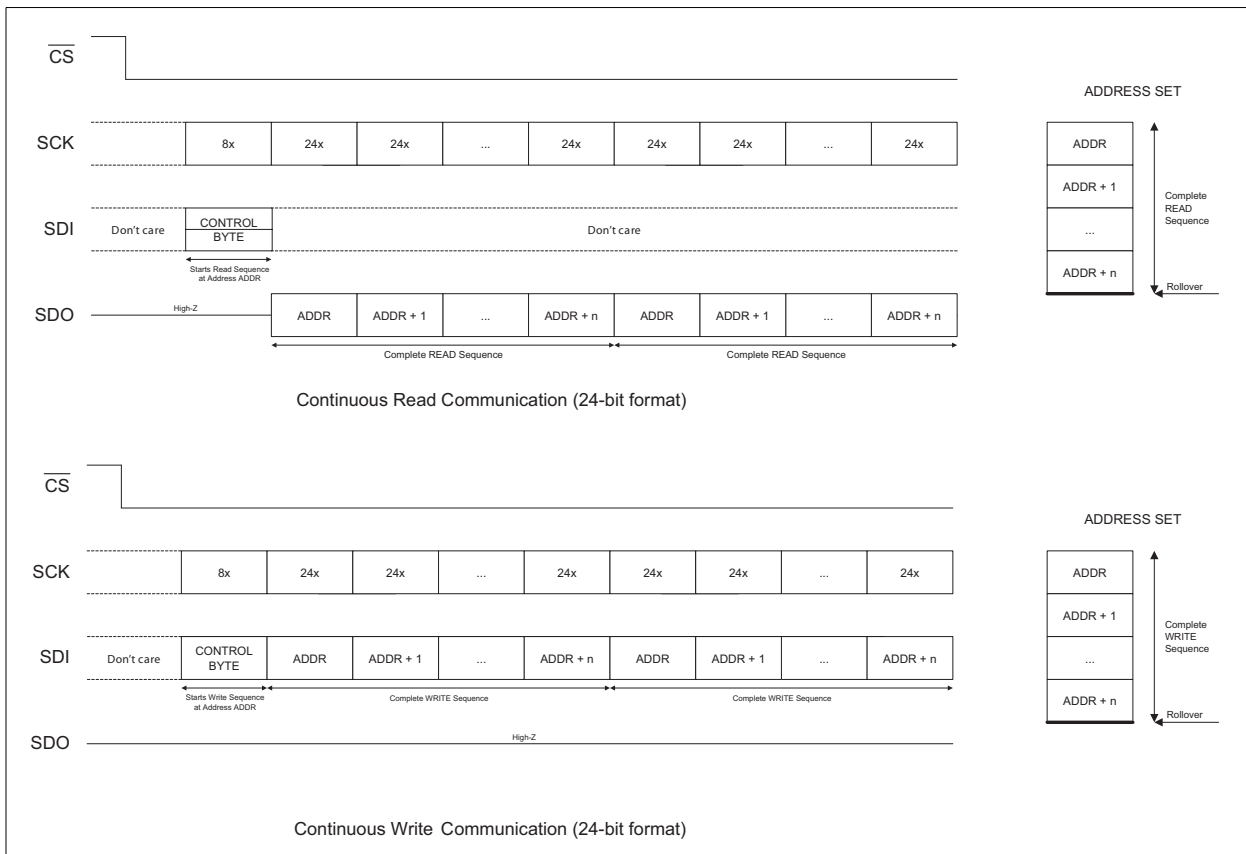 CS
ADDRESS SET
SCK
8x 24x 24x ... 24x 24x 24x ... 24x
ADDR
ADDR + 1
...
ADDR + n
Complete
READ
Sequence
Rollover
SDI
Don't care
CONTROL
BYTE
Don't care
Starts Read Sequence
at Address ADDR
SDO
High-Z
ADDR ADDR + 1 ... ADDR + n ADDR ADDR + 1 ... ADDR + n
Complete READ Sequence Complete READ Sequence
Continuous Read Communication (24-bit format)
CS
ADDRESS SET
SCK
8x 24x 24x ... 24x 24x 24x ... 24x
ADDR
ADDR + 1
...
ADDR + n
Complete
WRITE
Sequence
Rollover
SDI
Don't care
CONTROL
BYTE
ADDR ADDR + 1 ... ADDR + n ADDR ADDR + 1 ... ADDR + n
Starts Write Sequence
at Address ADDR
Complete WRITE Sequence Complete WRITE Sequence
SDO
High-Z
Continuous Write Communication (24-bit format)